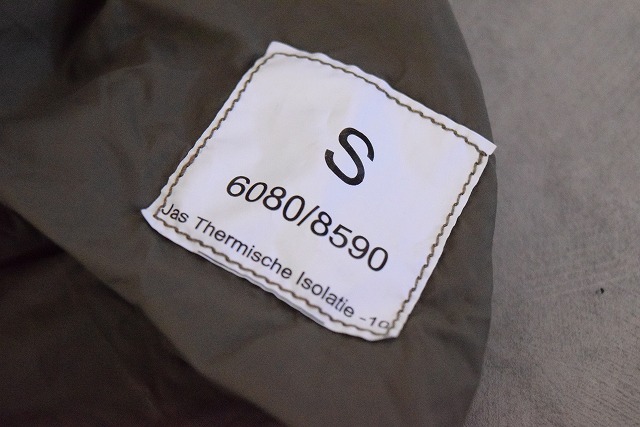 S
6080/8590
Jas Thermische Isolatie